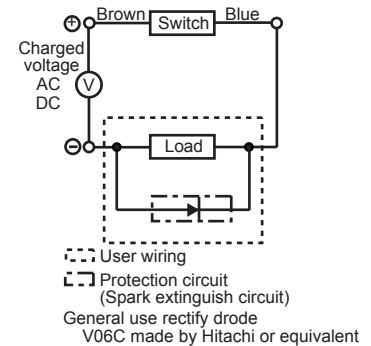 ⊕ Brown Switch Blue
Charged
voltage
AC
DC
V
⊖
Load
User wiring
Protection circuit
(Spark extinguish circuit)
General use rectify drode
V06C made by Hitachi or equivalent